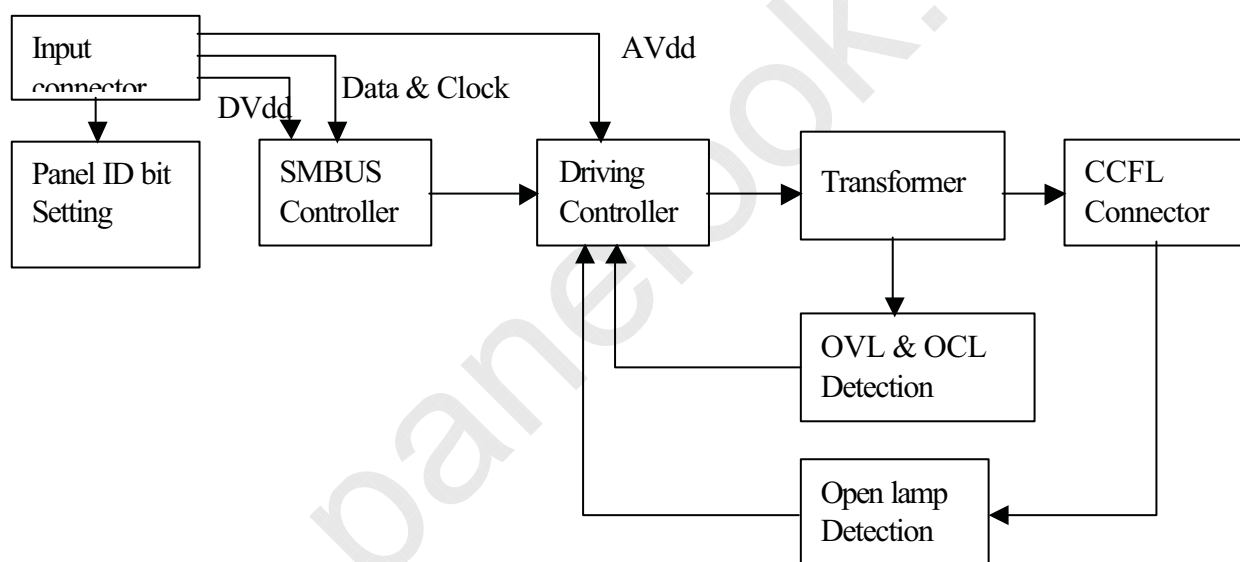 Input
connector
AVdd
Data & Clock
DVdd
Panel ID bit
Setting
SMBUS
Controller
Driving
Controller
Transformer
CCFL
Connector
OVL & OCL
Detection
Open lamp
Detection
panelook.